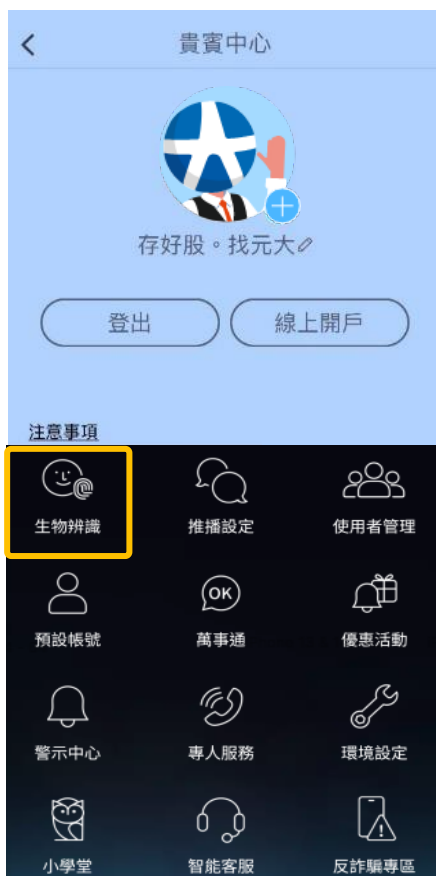 貴賓中心
存好股。找元大
登出
線上開戶
注意事項
生物辨識
推播設定
使用者管理
預設帳號
OK
萬事通
優惠活動
警示中心
專人服務
環境設定
小學堂
智能客服
反詐騙專區